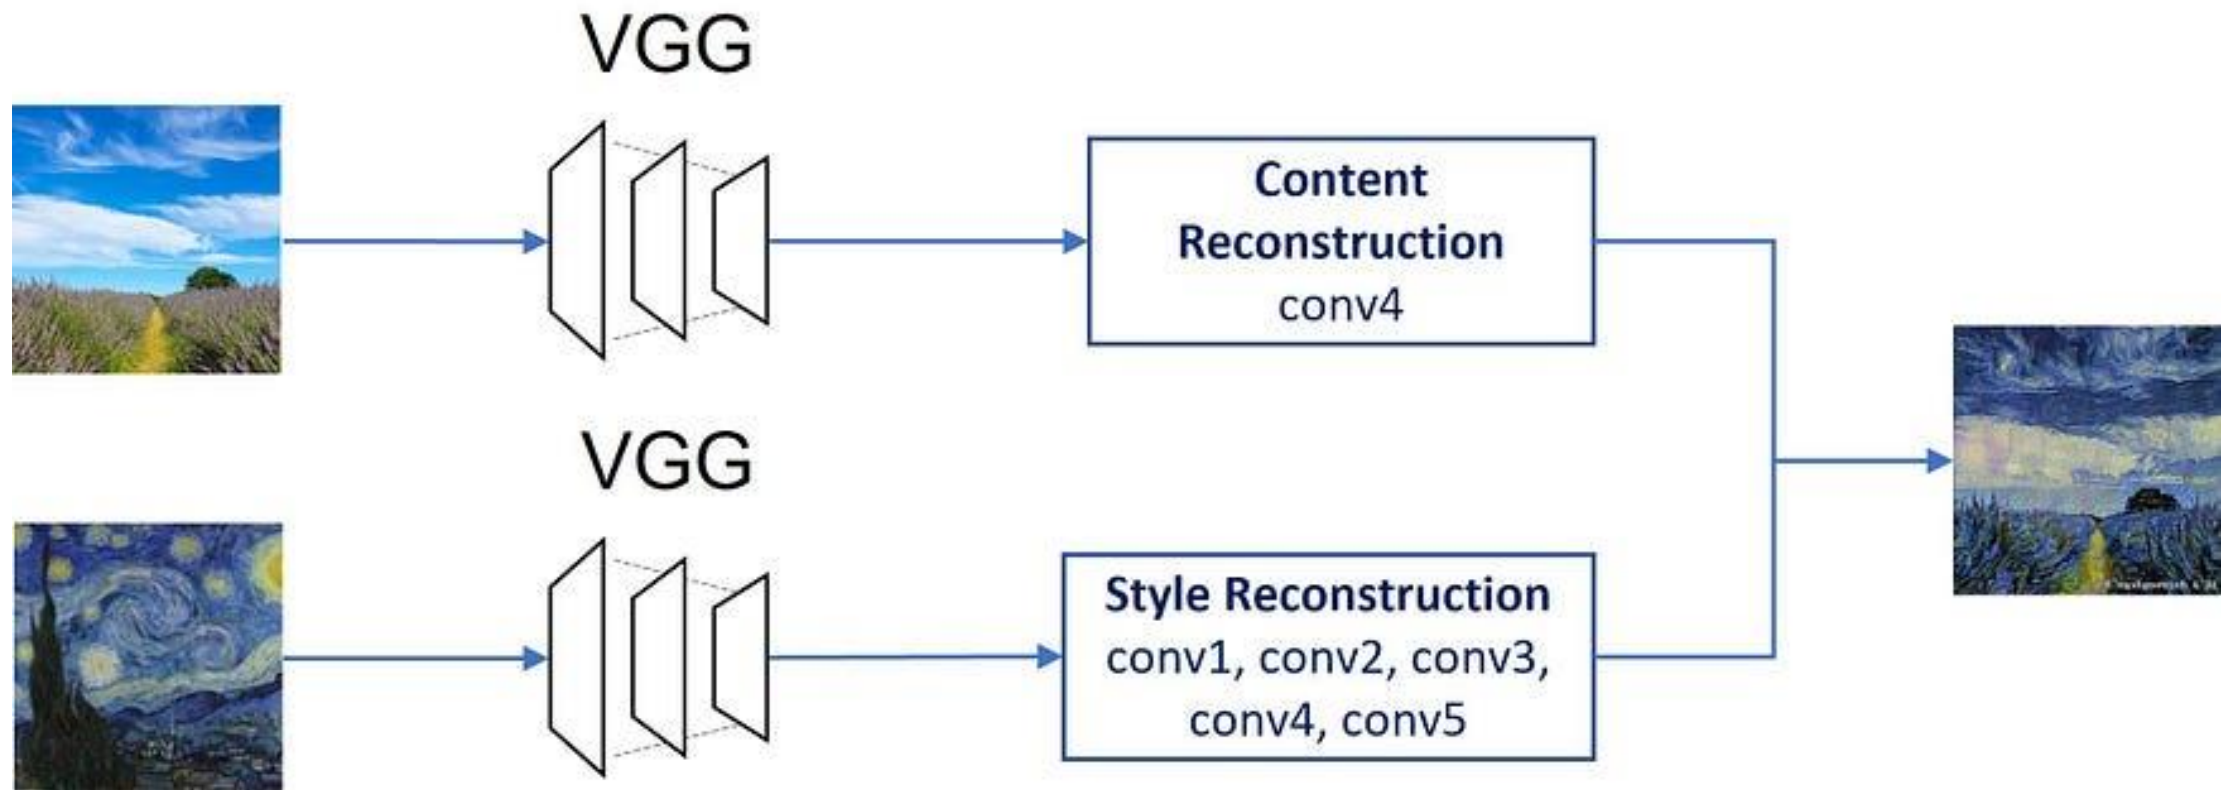 VGG
Content
Reconstruction
conv4
VGG
Style Reconstruction
conv1, conv2, conv3,
conv4, conv5